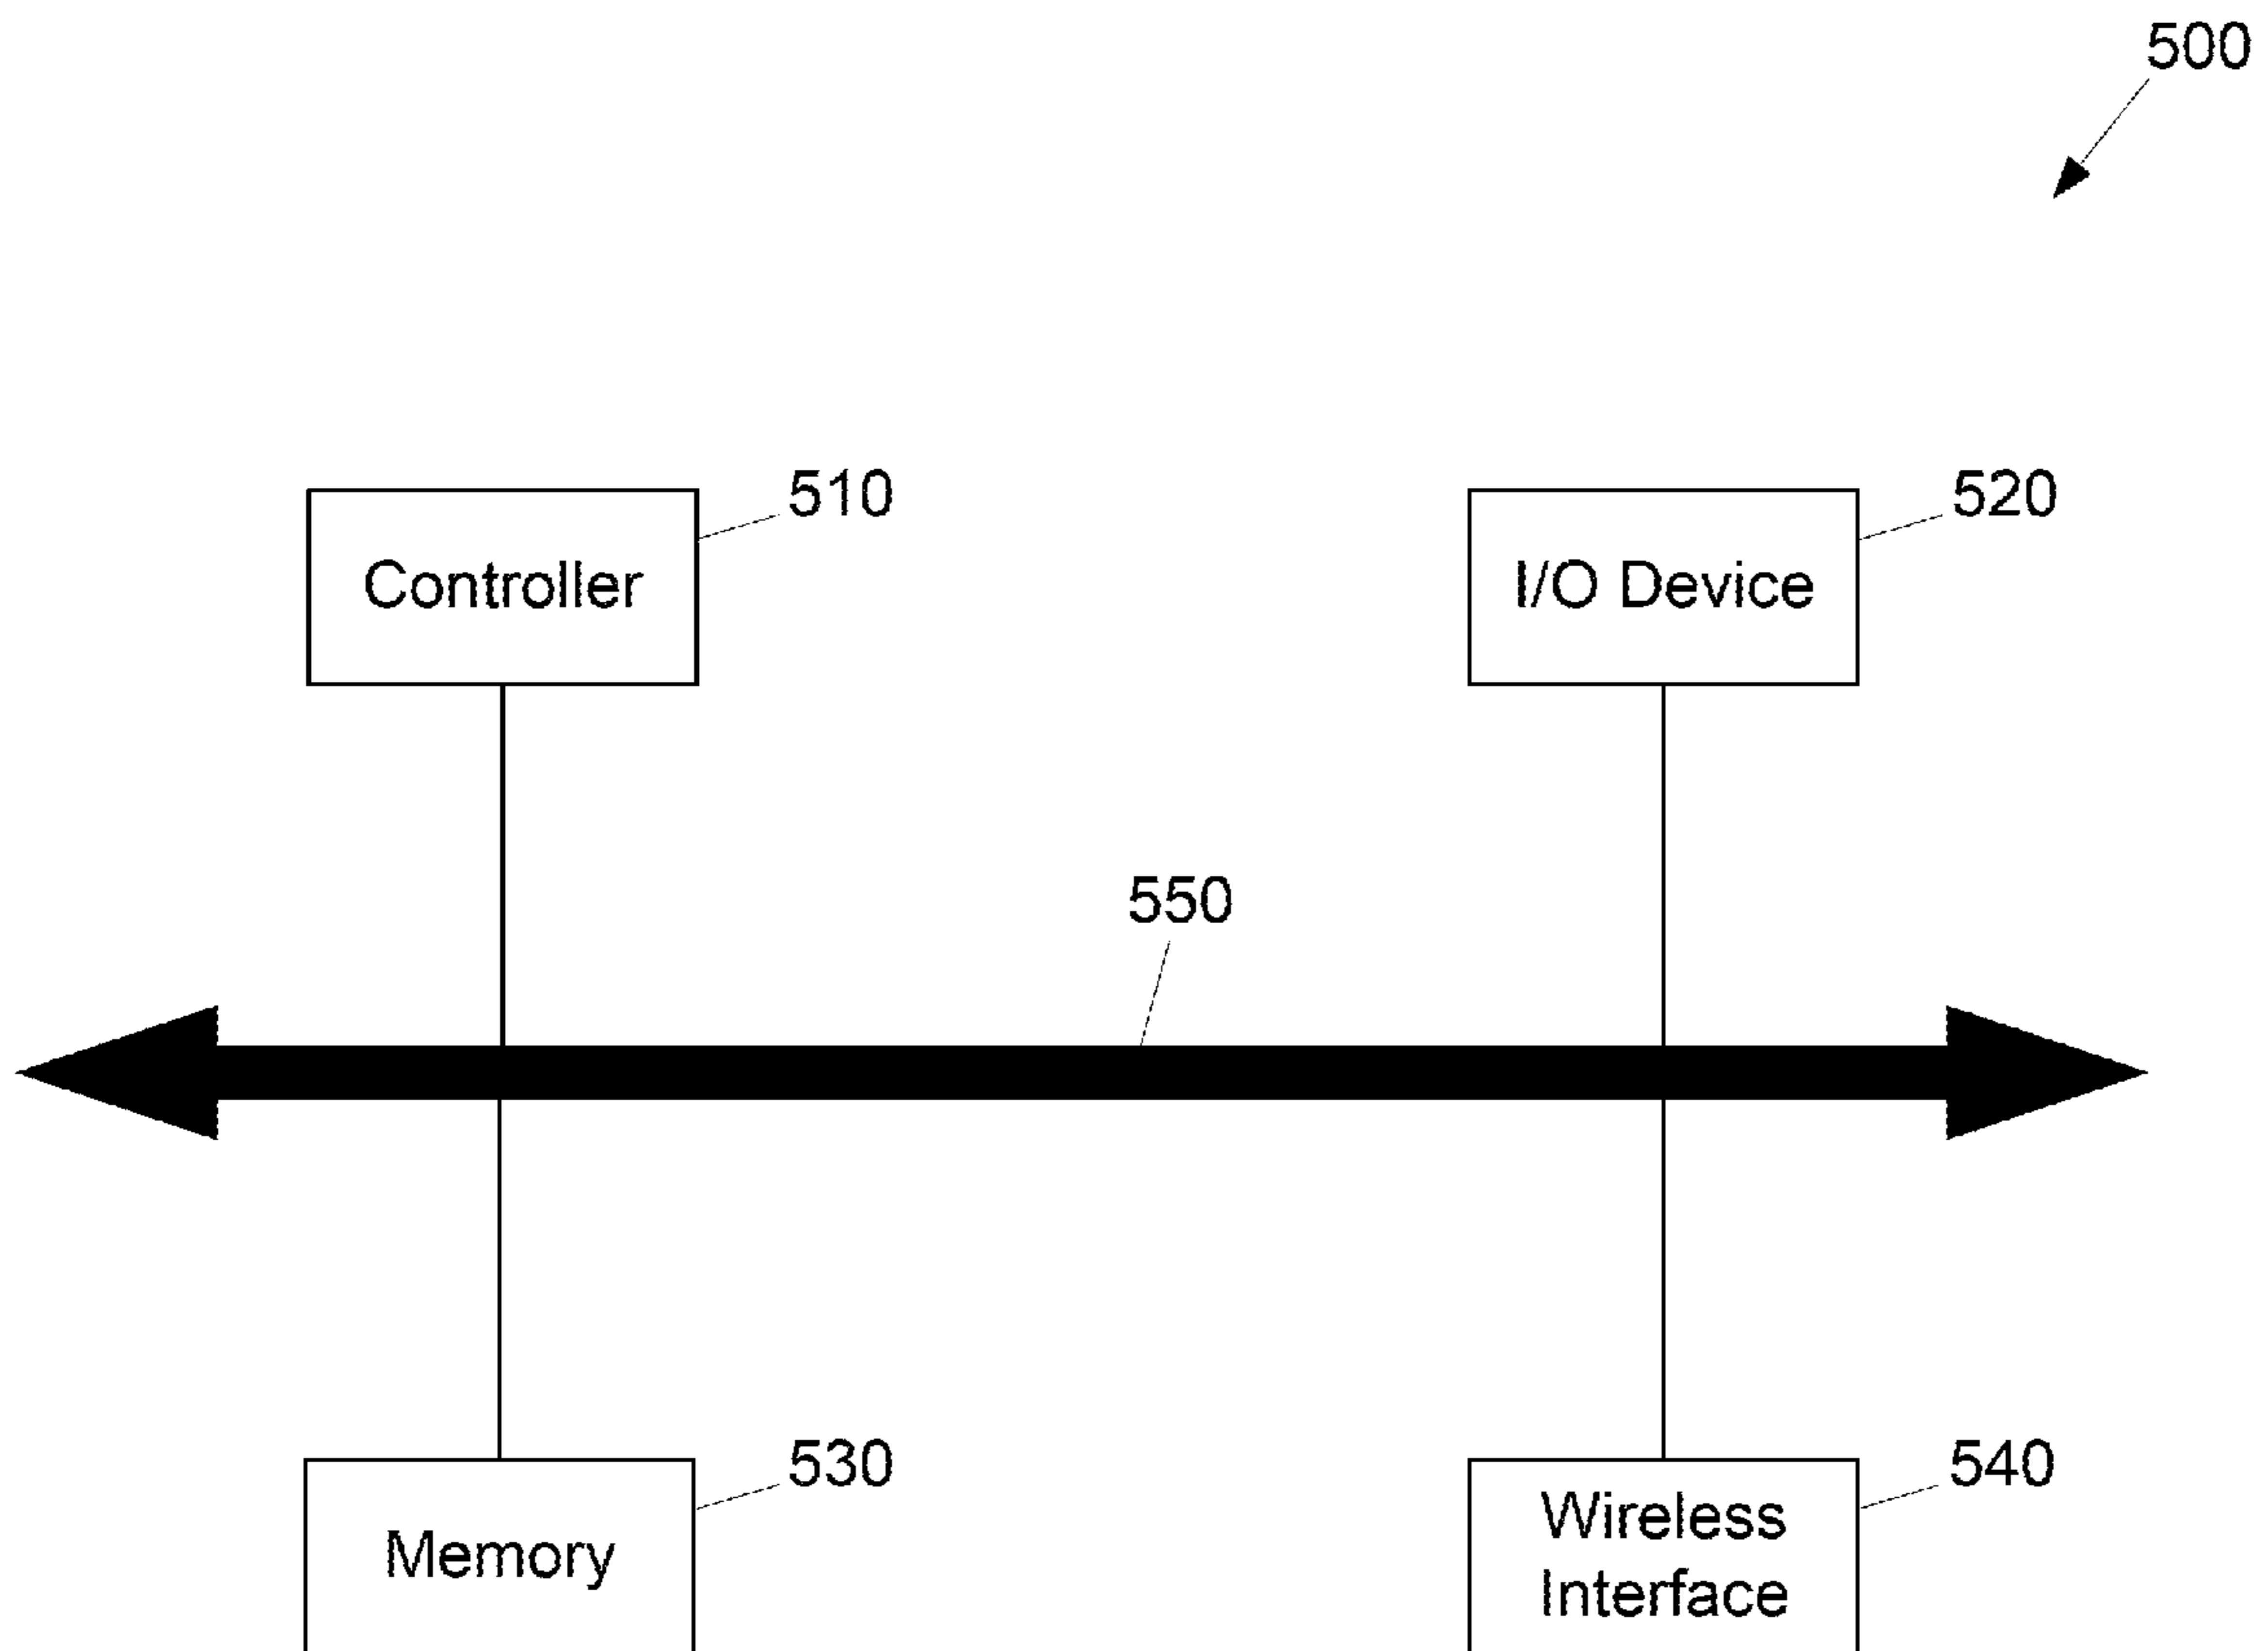 500
510
Controller
520
I/O Device
550
530
Memory
540
Wireless
Interface